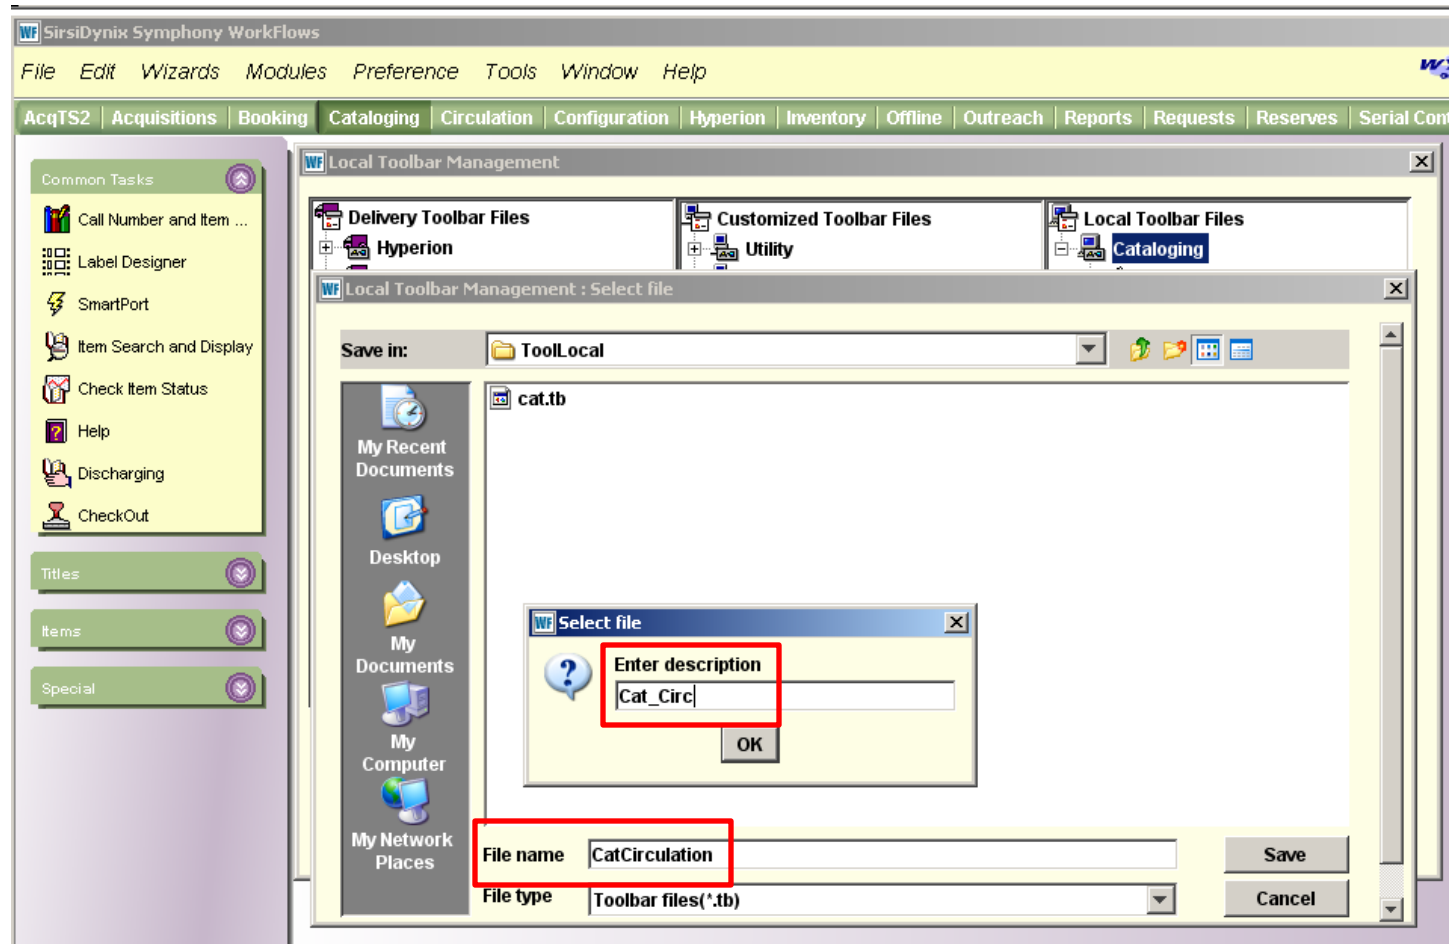 WF SirsiDynix Symphony WorkFlows
File Edit Wizards Modules Preference Tools Window Help
AcqTS2 Acquisitions Booking Cataloging Circulation Configuration Hyperion Inventory Offline Outreach Reports Requests Reserves Serial Con
Common Tasks
Call Number and Item ...
Label Designer
SmartPort
Item Search and Display
Check Item Status
Help
Discharging
CheckOut
Titles
Items
Special
WF Local Toolbar Management
Delivery Toolbar Files
Hyperion
Customized Toolbar Files
Utility
Local Toolbar Files
Cataloging
WF Local Toolbar Management : Select file
Save in:
ToolLocal
My Recent
Documents
Desktop
My
Documents
My
Computer
My Network
Places
cat.tb
WF Select file
Enter description
Cat_Circ
OK
File name CatCirculation Save
File type Toolbar files(*.tb) Cancel